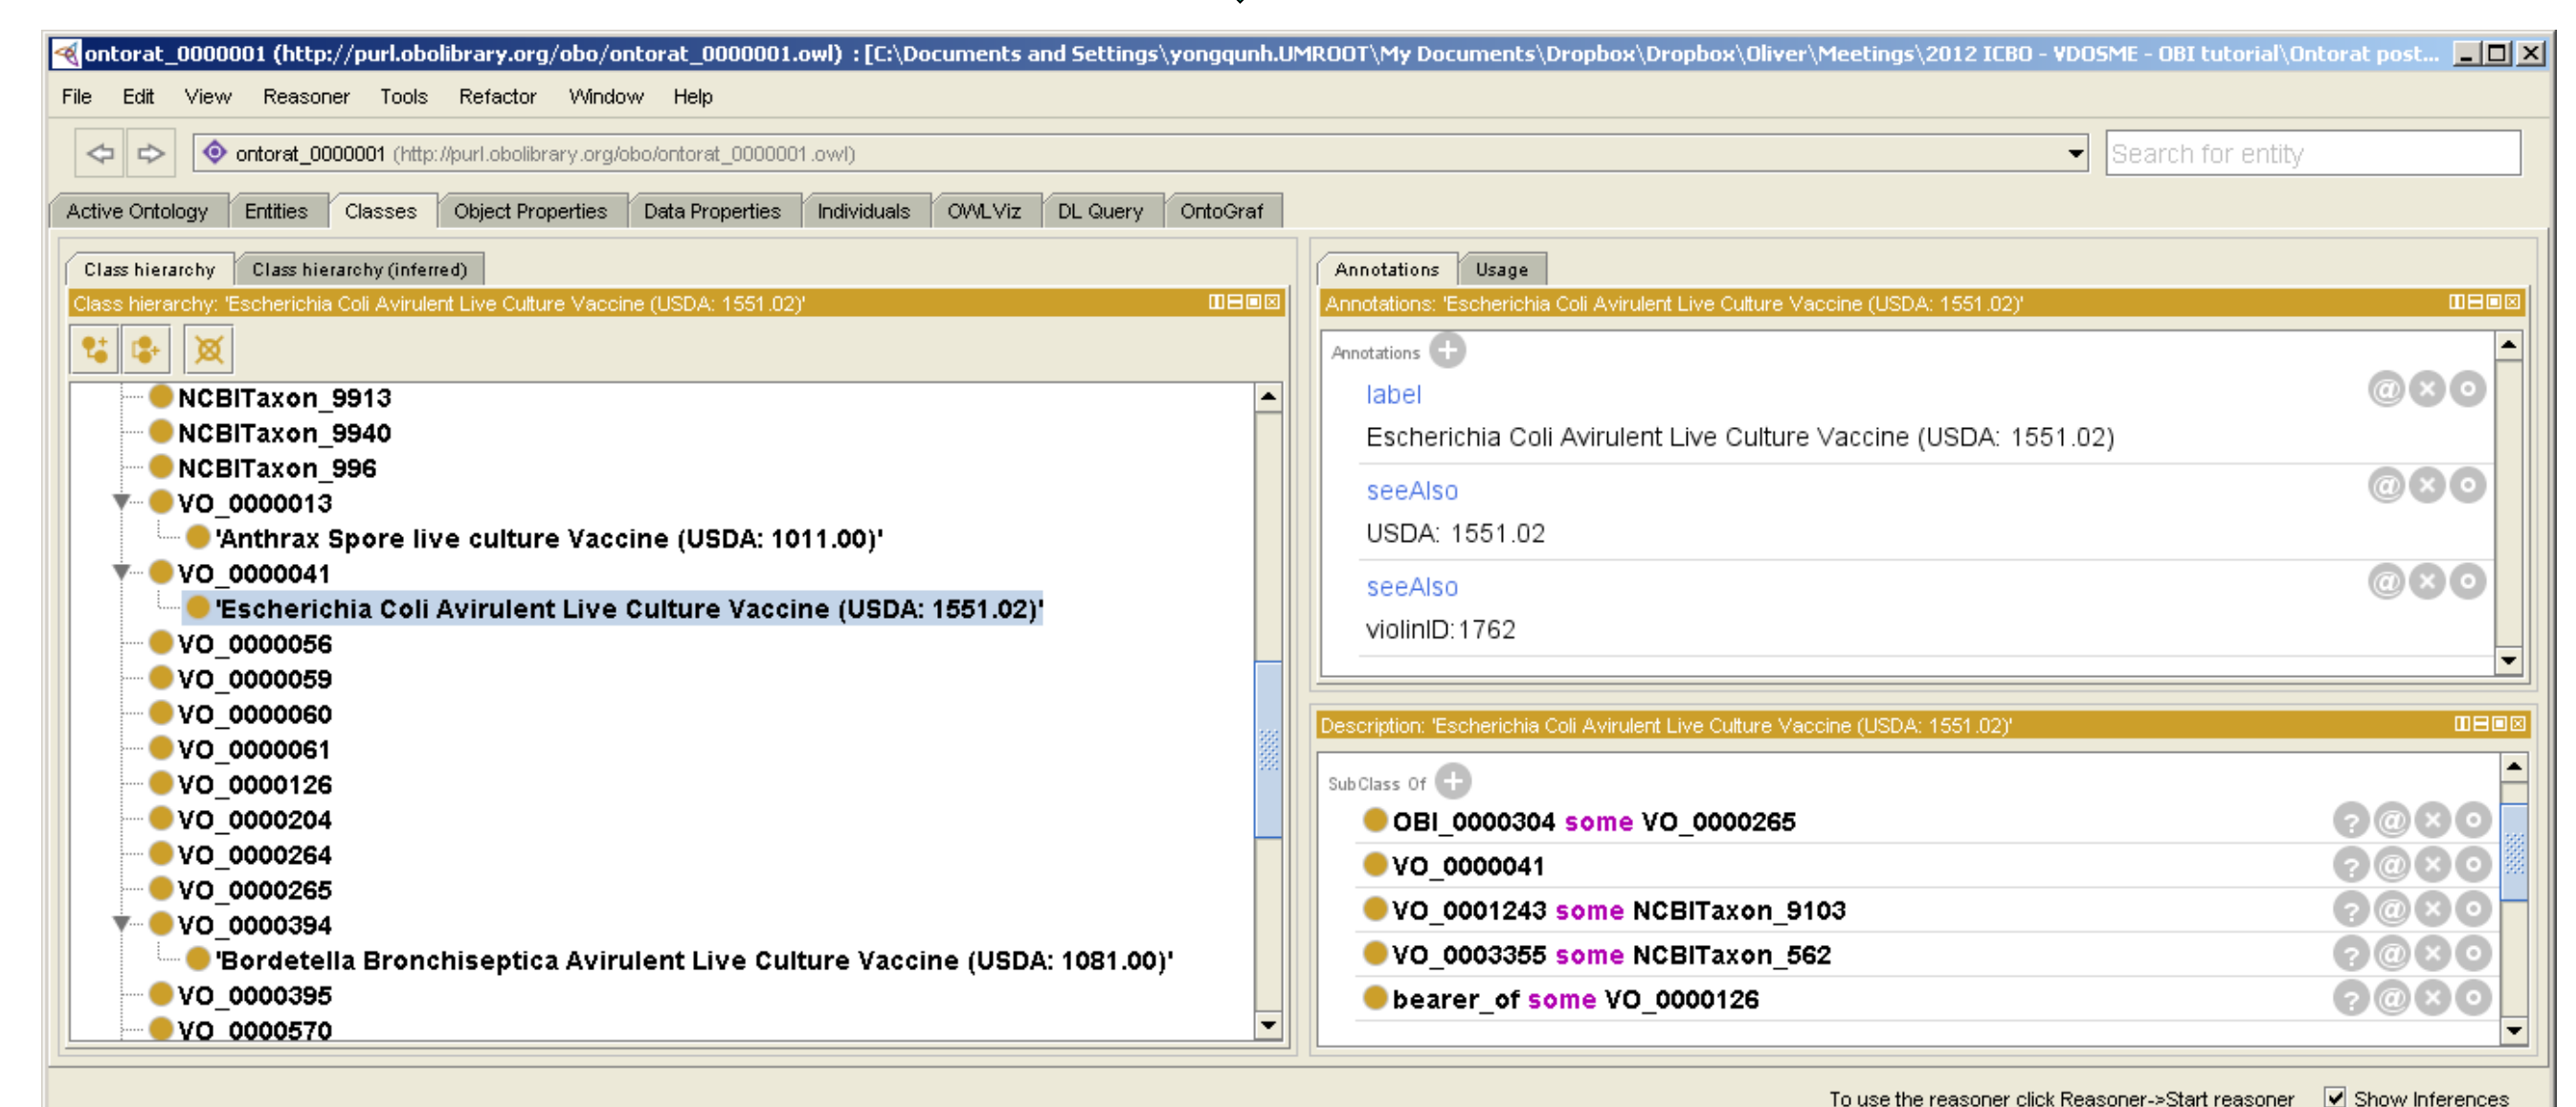 ontorat_0000001 (http://purl.obolibrary.org/obo/ontorat_0000001.owl) : [C:\Documents and Settings\yongqunh.UMROOT\My Documents\Dropbox\Dropbox\Oliver\Meetings\2012 ICBO - VDOSME - OBI tutorial\Ontorat post...
File Edit View Reasoner Tools Refactor Window Help
ontorat_0000001 (http://purl.obolibrary.org/obo/ontorat_0000001.owl)
Search for entity
Active Ontology Entities Classes Object Properties Data Properties Individuals OWLViz DL Query OntoGraf
Class hierarchy Class hierarchy (inferred)
Class hierarchy: 'Escherichia Coli Avirulent Live Culture Vaccine (USDA: 1551.02)'
NCBITaxon_9913
NCBITaxon_9940
NCBITaxon_996
VO_0000013
'Anthrax Spore live culture Vaccine (USDA: 1011.00)'
VO_0000041
'Escherichia Coli Avirulent Live Culture Vaccine (USDA: 1551.02)'
VO_0000056
VO_0000059
VO_0000060
VO_0000061
VO_0000126
VO_0000204
VO_0000264
VO_0000265
VO_0000394
'Bordetella Bronchiseptica Avirulent Live Culture Vaccine (USDA: 1081.00)'
VO_0000395
VO_0000570
Annotations Usage
Annotations: 'Escherichia Coli Avirulent Live Culture Vaccine (USDA: 1551.02)'
Annotations
label
Escherichia Coli Avirulent Live Culture Vaccine (USDA: 1551.02)
seeAlso
USDA: 1551.02
seeAlso
violinID:1762
Description: 'Escherichia Coli Avirulent Live Culture Vaccine (USDA: 1551.02)'
SubClass Of
OBI_0000304 some VO_0000265
VO_0000041
VO_0001243 some NCBITaxon_9103
VO_0003355 some NCBITaxon_562
bearer_of some VO_0000126
To use the reasoner click Reasoner->Start reasoner Show Inferences